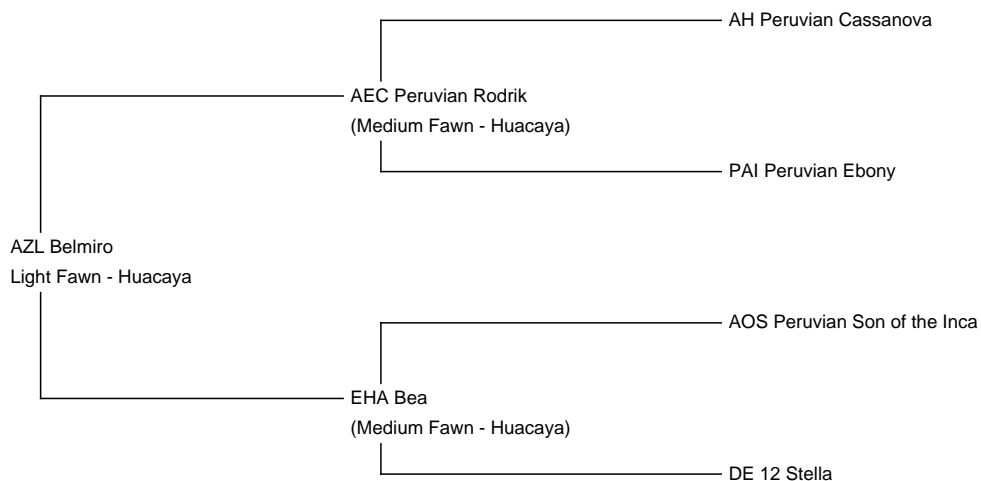 AH Peruvian Cassanova
AEC Peruvian Rodrik
(Medium Fawn - Huacaya)
PAI Peruvian Ebony
AZL Belmiro
Light Fawn - Huacaya
AOS Peruvian Son of the Inca
EHA Bea
(Medium Fawn - Huacaya)
DE 12 Stella